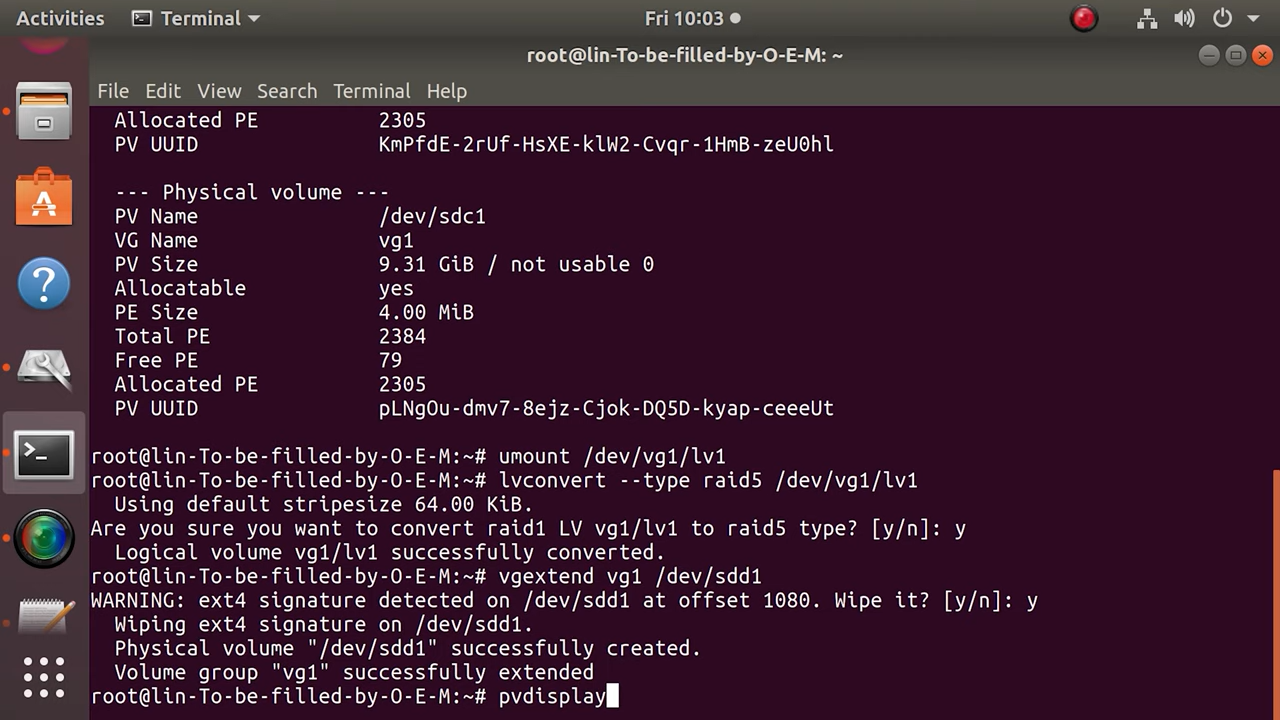 Activities Terminal Fri 10:03
root@lin-To-be-filled-by-O-E-M: ~
File Edit View Search Terminal Help
Allocated PE 2305
PV UUID KmPfdE-2rUf-HsXE-klW2-Cvqr-1HmB-zeU0hl
--- Physical volume ---
PV Name /dev/sdc1
VG Name vg1
PV Size 9.31 GiB / not usable 0
Allocatable yes
PE Size 4.00 MiB
Total PE 2384
Free PE 79
Allocated PE 2305
PV UUID pLNgOu-dmv7-8ejz-Cjok-DQ5D-kyap-ceeeUt
root@lin-To-be-filled-by-O-E-M:~# umount /dev/vg1/lv1
root@lin-To-be-filled-by-O-E-M:~# lvconvert --type raid5 /dev/vg1/lv1
Using default stripesize 64.00 KiB.
Are you sure you want to convert raid1 LV vg1/lv1 to raid5 type? [y/n]: y
Logical volume vg1/lv1 successfully converted.
root@lin-To-be-filled-by-O-E-M:~# vgextend vg1 /dev/sdd1
WARNING: ext4 signature detected on /dev/sdd1 at offset 1080. Wipe it? [y/n]: y
Wiping ext4 signature on /dev/sdd1.
Physical volume "/dev/sdd1" successfully created.
Volume group "vg1" successfully extended
root@lin-To-be-filled-by-O-E-M:~# pvdisplay